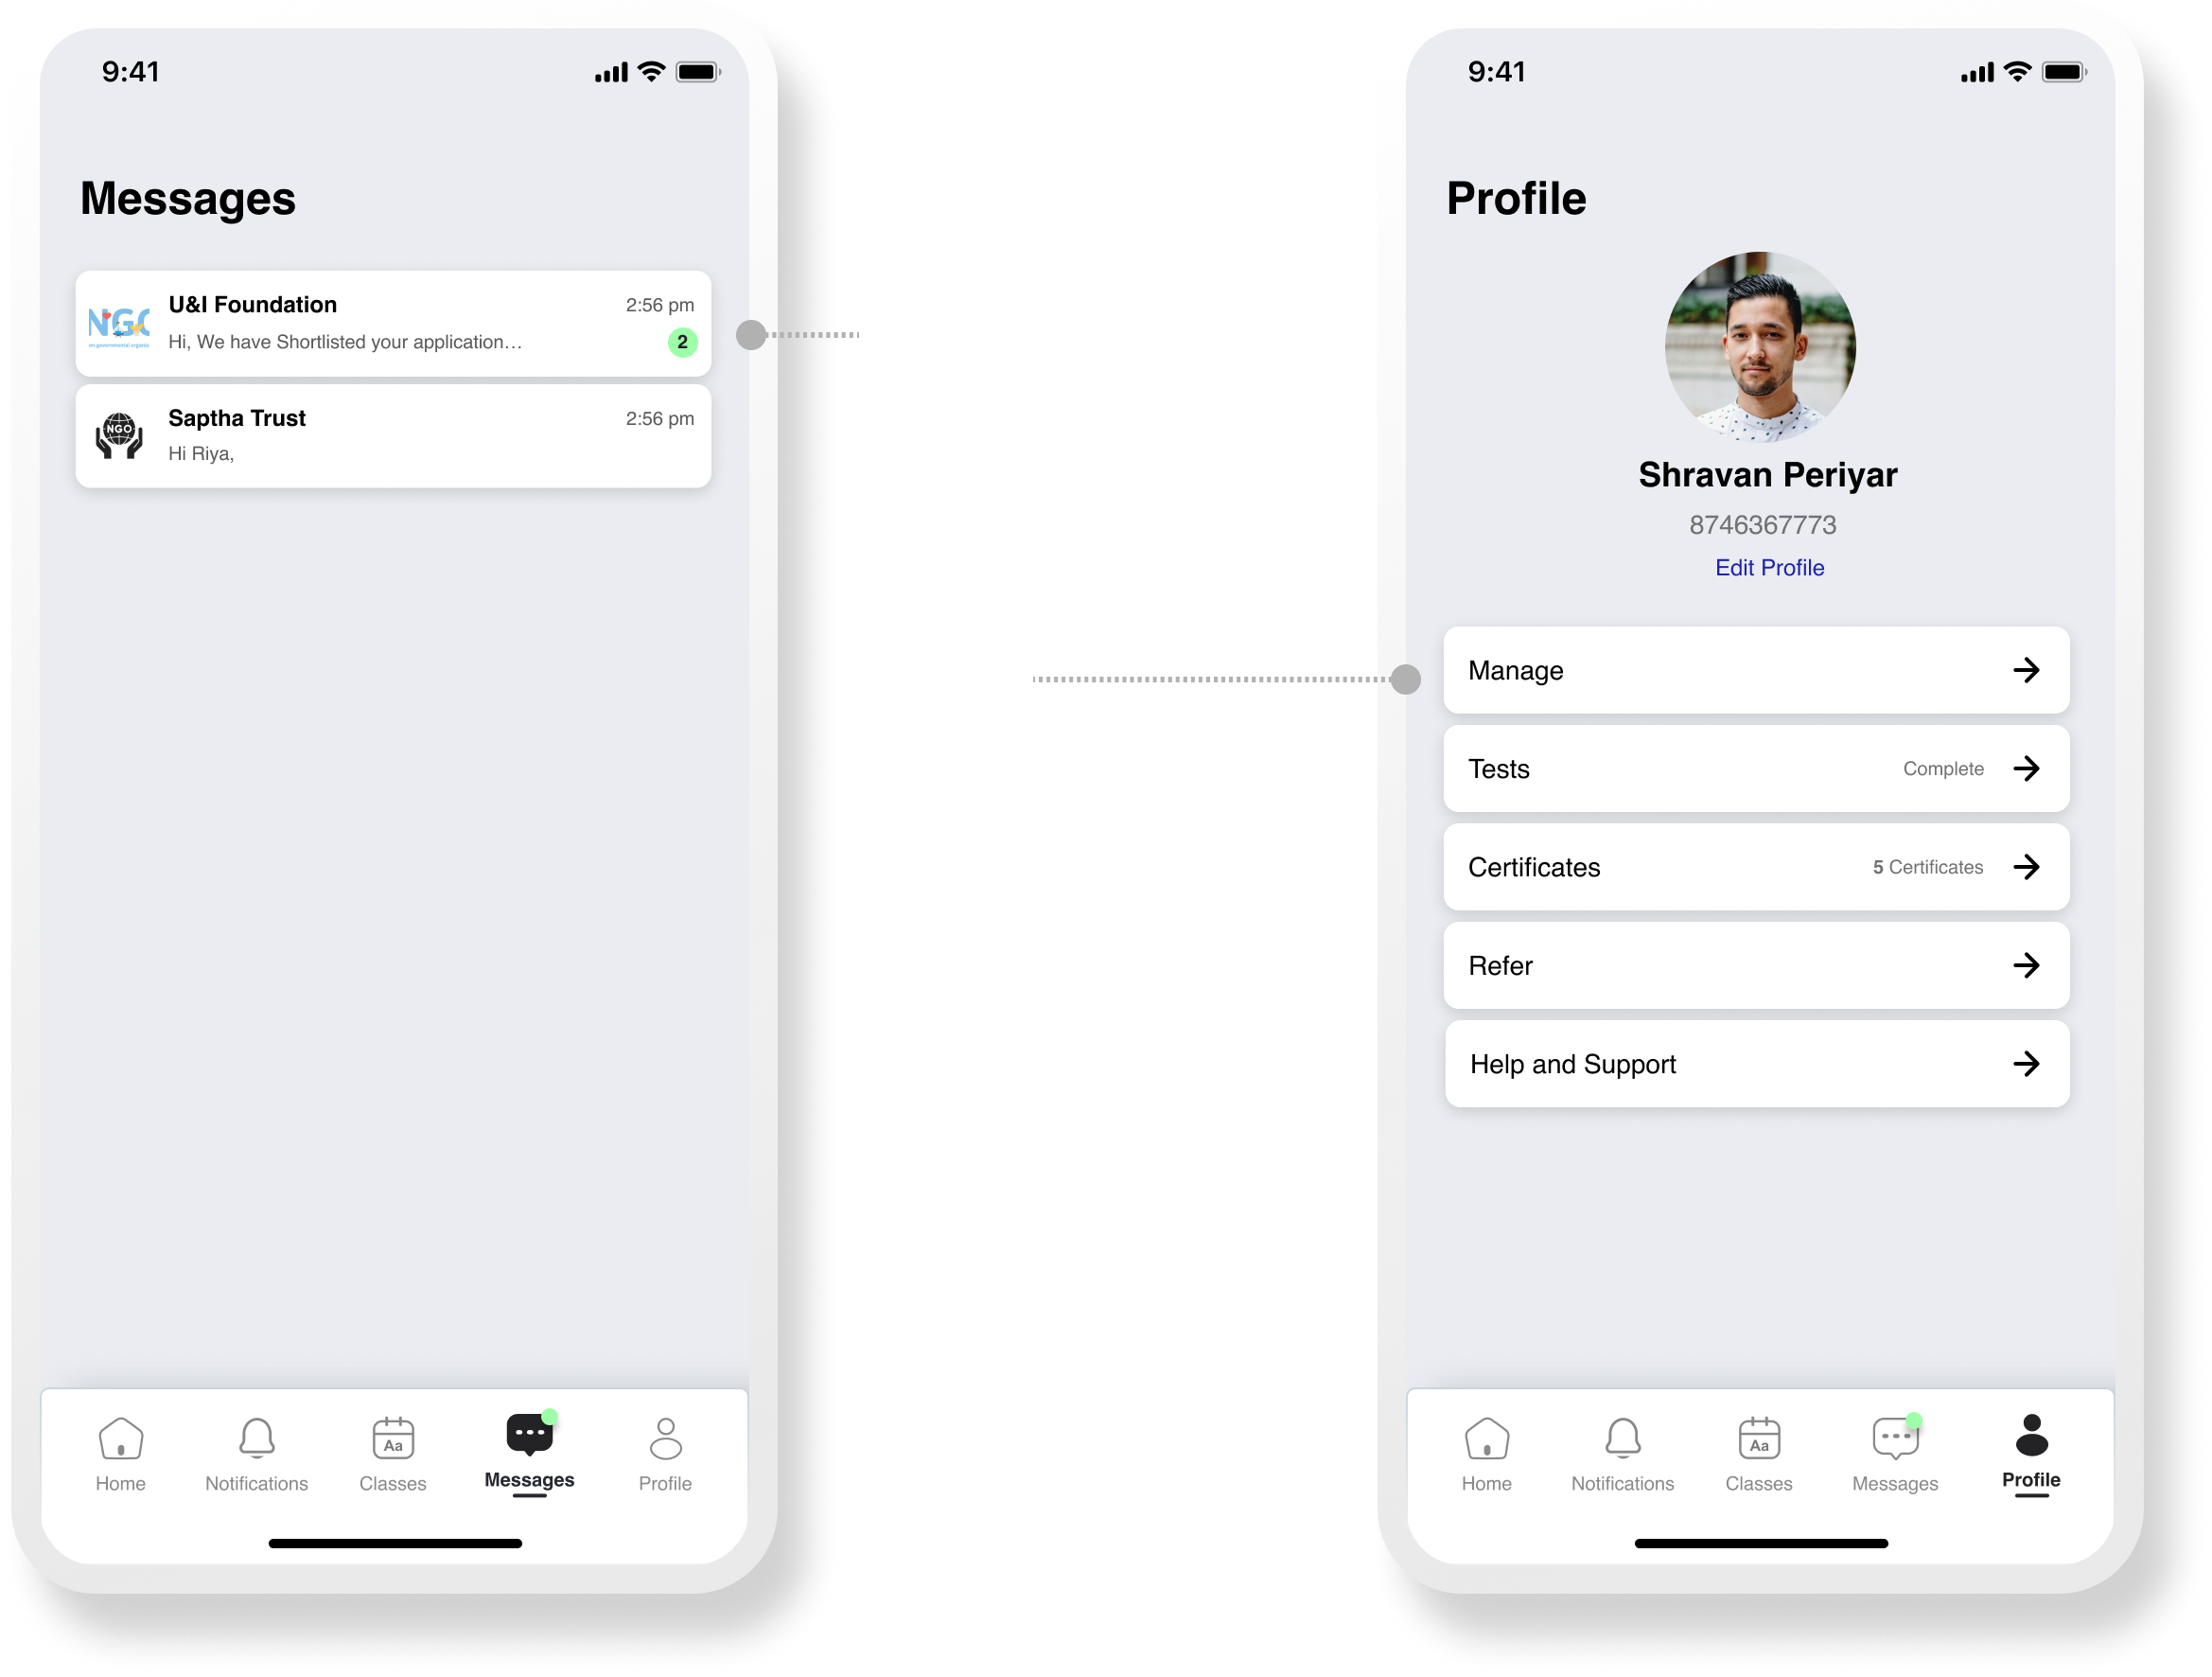 9:41
Messages
NGO
U&I Foundation
2:56 pm
Hi, We have Shortlisted your application...
2
NGO
Saptha Trust
2:56 pm
Hi Riya,
Aa
Home
Notifications
Classes
Messages
Profile
9:41
Profile
Shravan Periyar
8746367773
Edit Profile
Manage
Tests
Complete
Certificates
5 Certificates
Refer
Help and Support
Aa
Home
Notifications
Classes
Messages
Profile